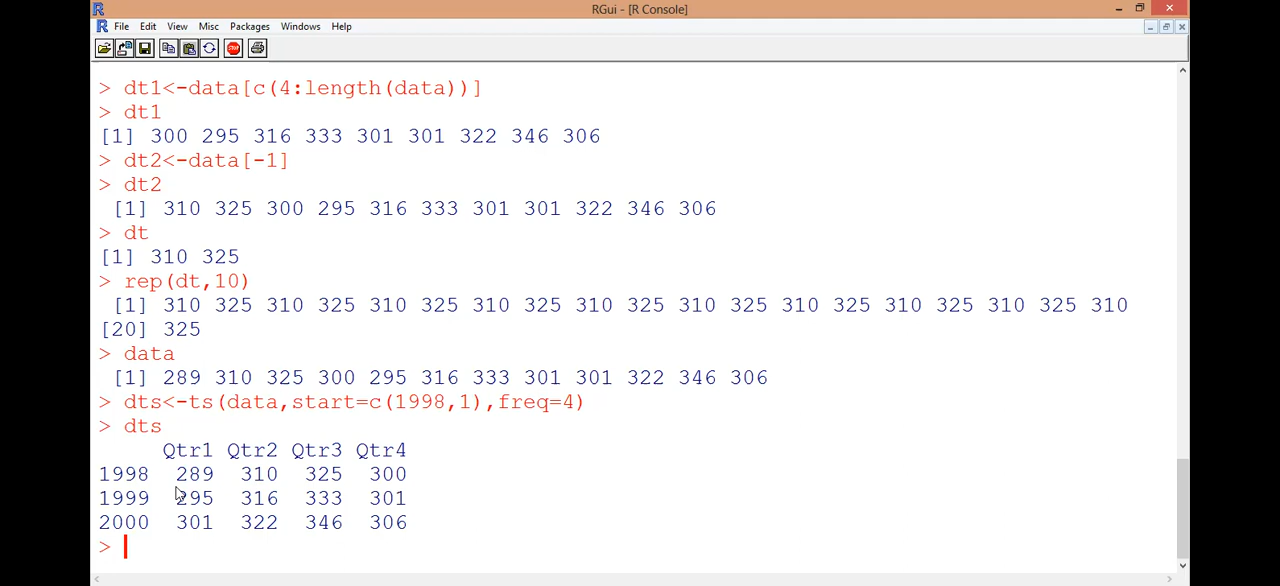 RGui - [R Console]
File Edit View Misc Packages Windows Help
STOP
> dt1<-data[c(4:length(data))]
> dt1
[1] 300 295 316 333 301 301 322 346 306
> dt2<-data[-1]
> dt2
 [1] 310 325 300 295 316 333 301 301 322 346 306
> dt
[1] 310 325
> rep(dt,10)
 [1] 310 325 310 325 310 325 310 325 310 325 310 325 310 325 310 325 310 325 310
[20] 325
> data
 [1] 289 310 325 300 295 316 333 301 301 322 346 306
> dts<-ts(data,start=c(1998,1),freq=4)
> dts
     Qtr1 Qtr2 Qtr3 Qtr4
1998  289  310  325  300
1999  295  316  333  301
2000  301  322  346  306
>